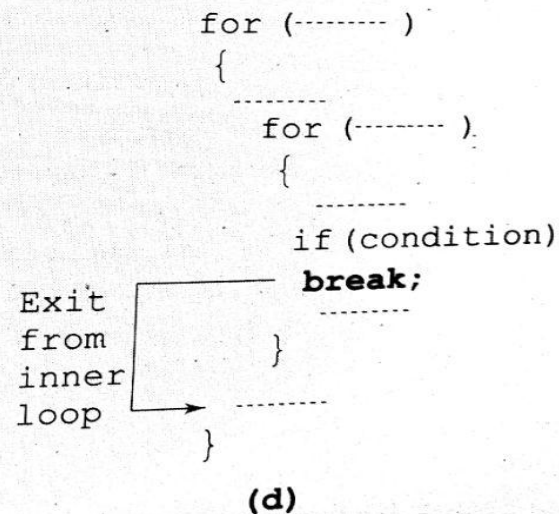 for (--------- )
{
---------
for (--------- )
{
---------
if (condition)
break;
---------
Exit
from
inner
loop
}
---------
}
(d)